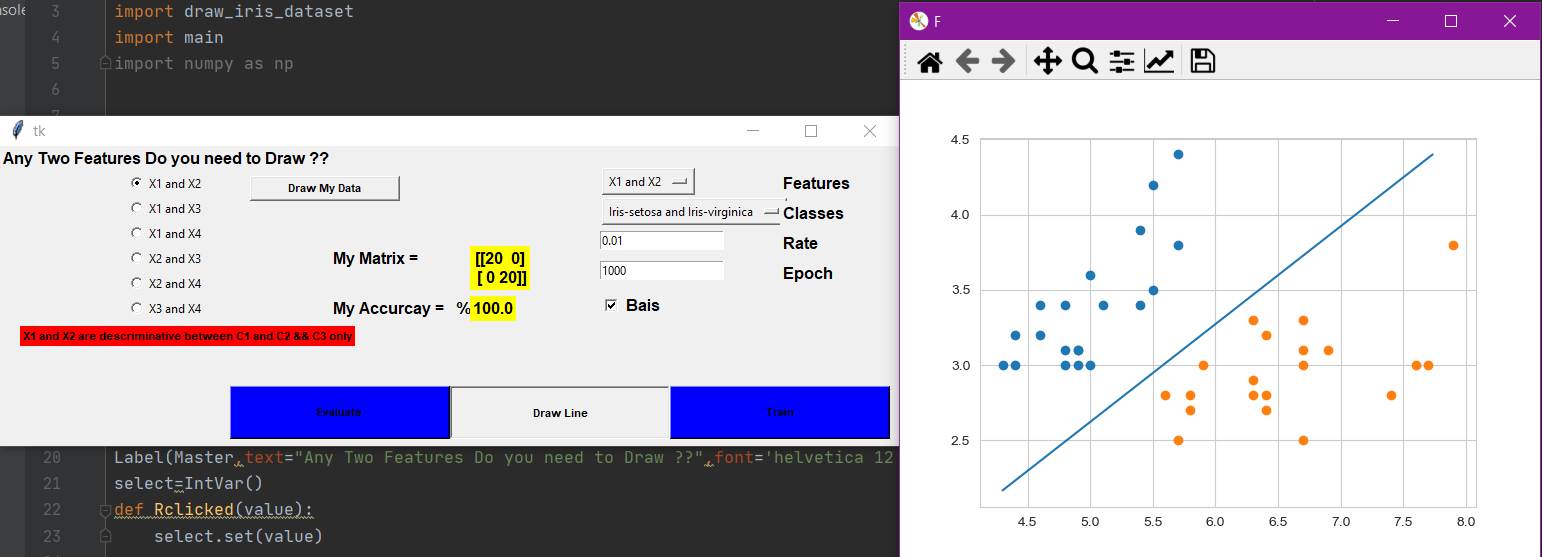 nsole
3 import draw_iris_dataset
4 import main
5 import numpy as np
6
tk
Any Two Features Do you need to Draw ??
X1 and X2
X1 and X3
X1 and X4
X2 and X3
X2 and X4
X3 and X4
Draw My Data
My Matrix = [[20 0]
[ 0 20]]
My Accurcay = % 100.0
X1 and X2 Features
Iris-setosa and Iris-virginica Classes
0.01 Rate
1000 Epoch
Bais
X1 and X2 are descriminative between C1 and C2 && C3 only
Evaluate
Draw Line
Train
20 Label(Master,text="Any Two Features Do you need to Draw ??",font='helvetica 12
21 select=IntVar()
22 def Rclicked(value):
23 select.set(value)
F
4.5
4.0
3.5
3.0
2.5
4.5 5.0 5.5 6.0 6.5 7.0 7.5 8.0